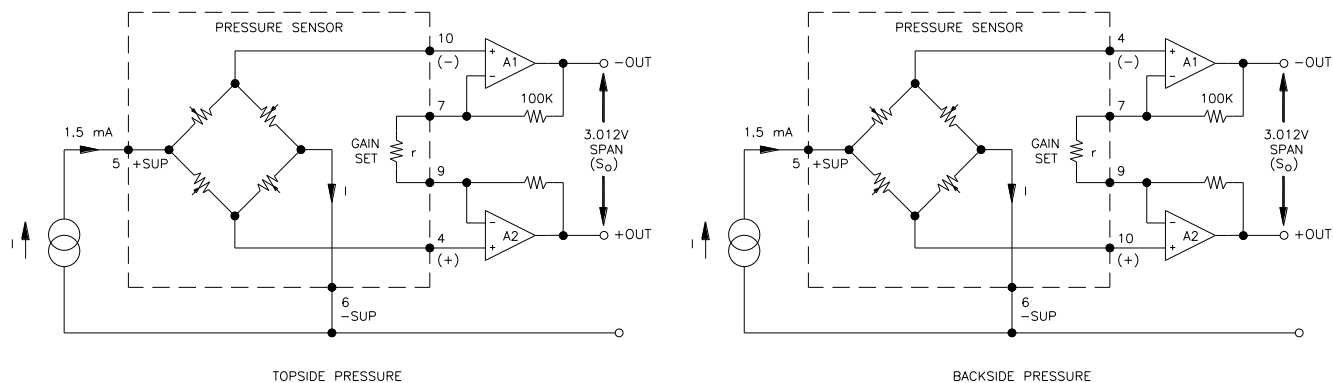 PRESSURE SENSOR
10
(-)
+
A1
-
-OUT
7
100K
1.5 mA
5
+SUP
GAIN
SET
r
3.012V
SPAN
(So)
I
9
I
-
A2
+
+OUT
4
(+)
6
-SUP
TOPSIDE PRESSURE
PRESSURE SENSOR
4
(-)
+
A1
-
-OUT
7
100K
1.5 mA
5
+SUP
GAIN
SET
r
3.012V
SPAN
(So)
I
9
I
-
A2
+
+OUT
10
(+)
6
-SUP
BACKSIDE PRESSURE